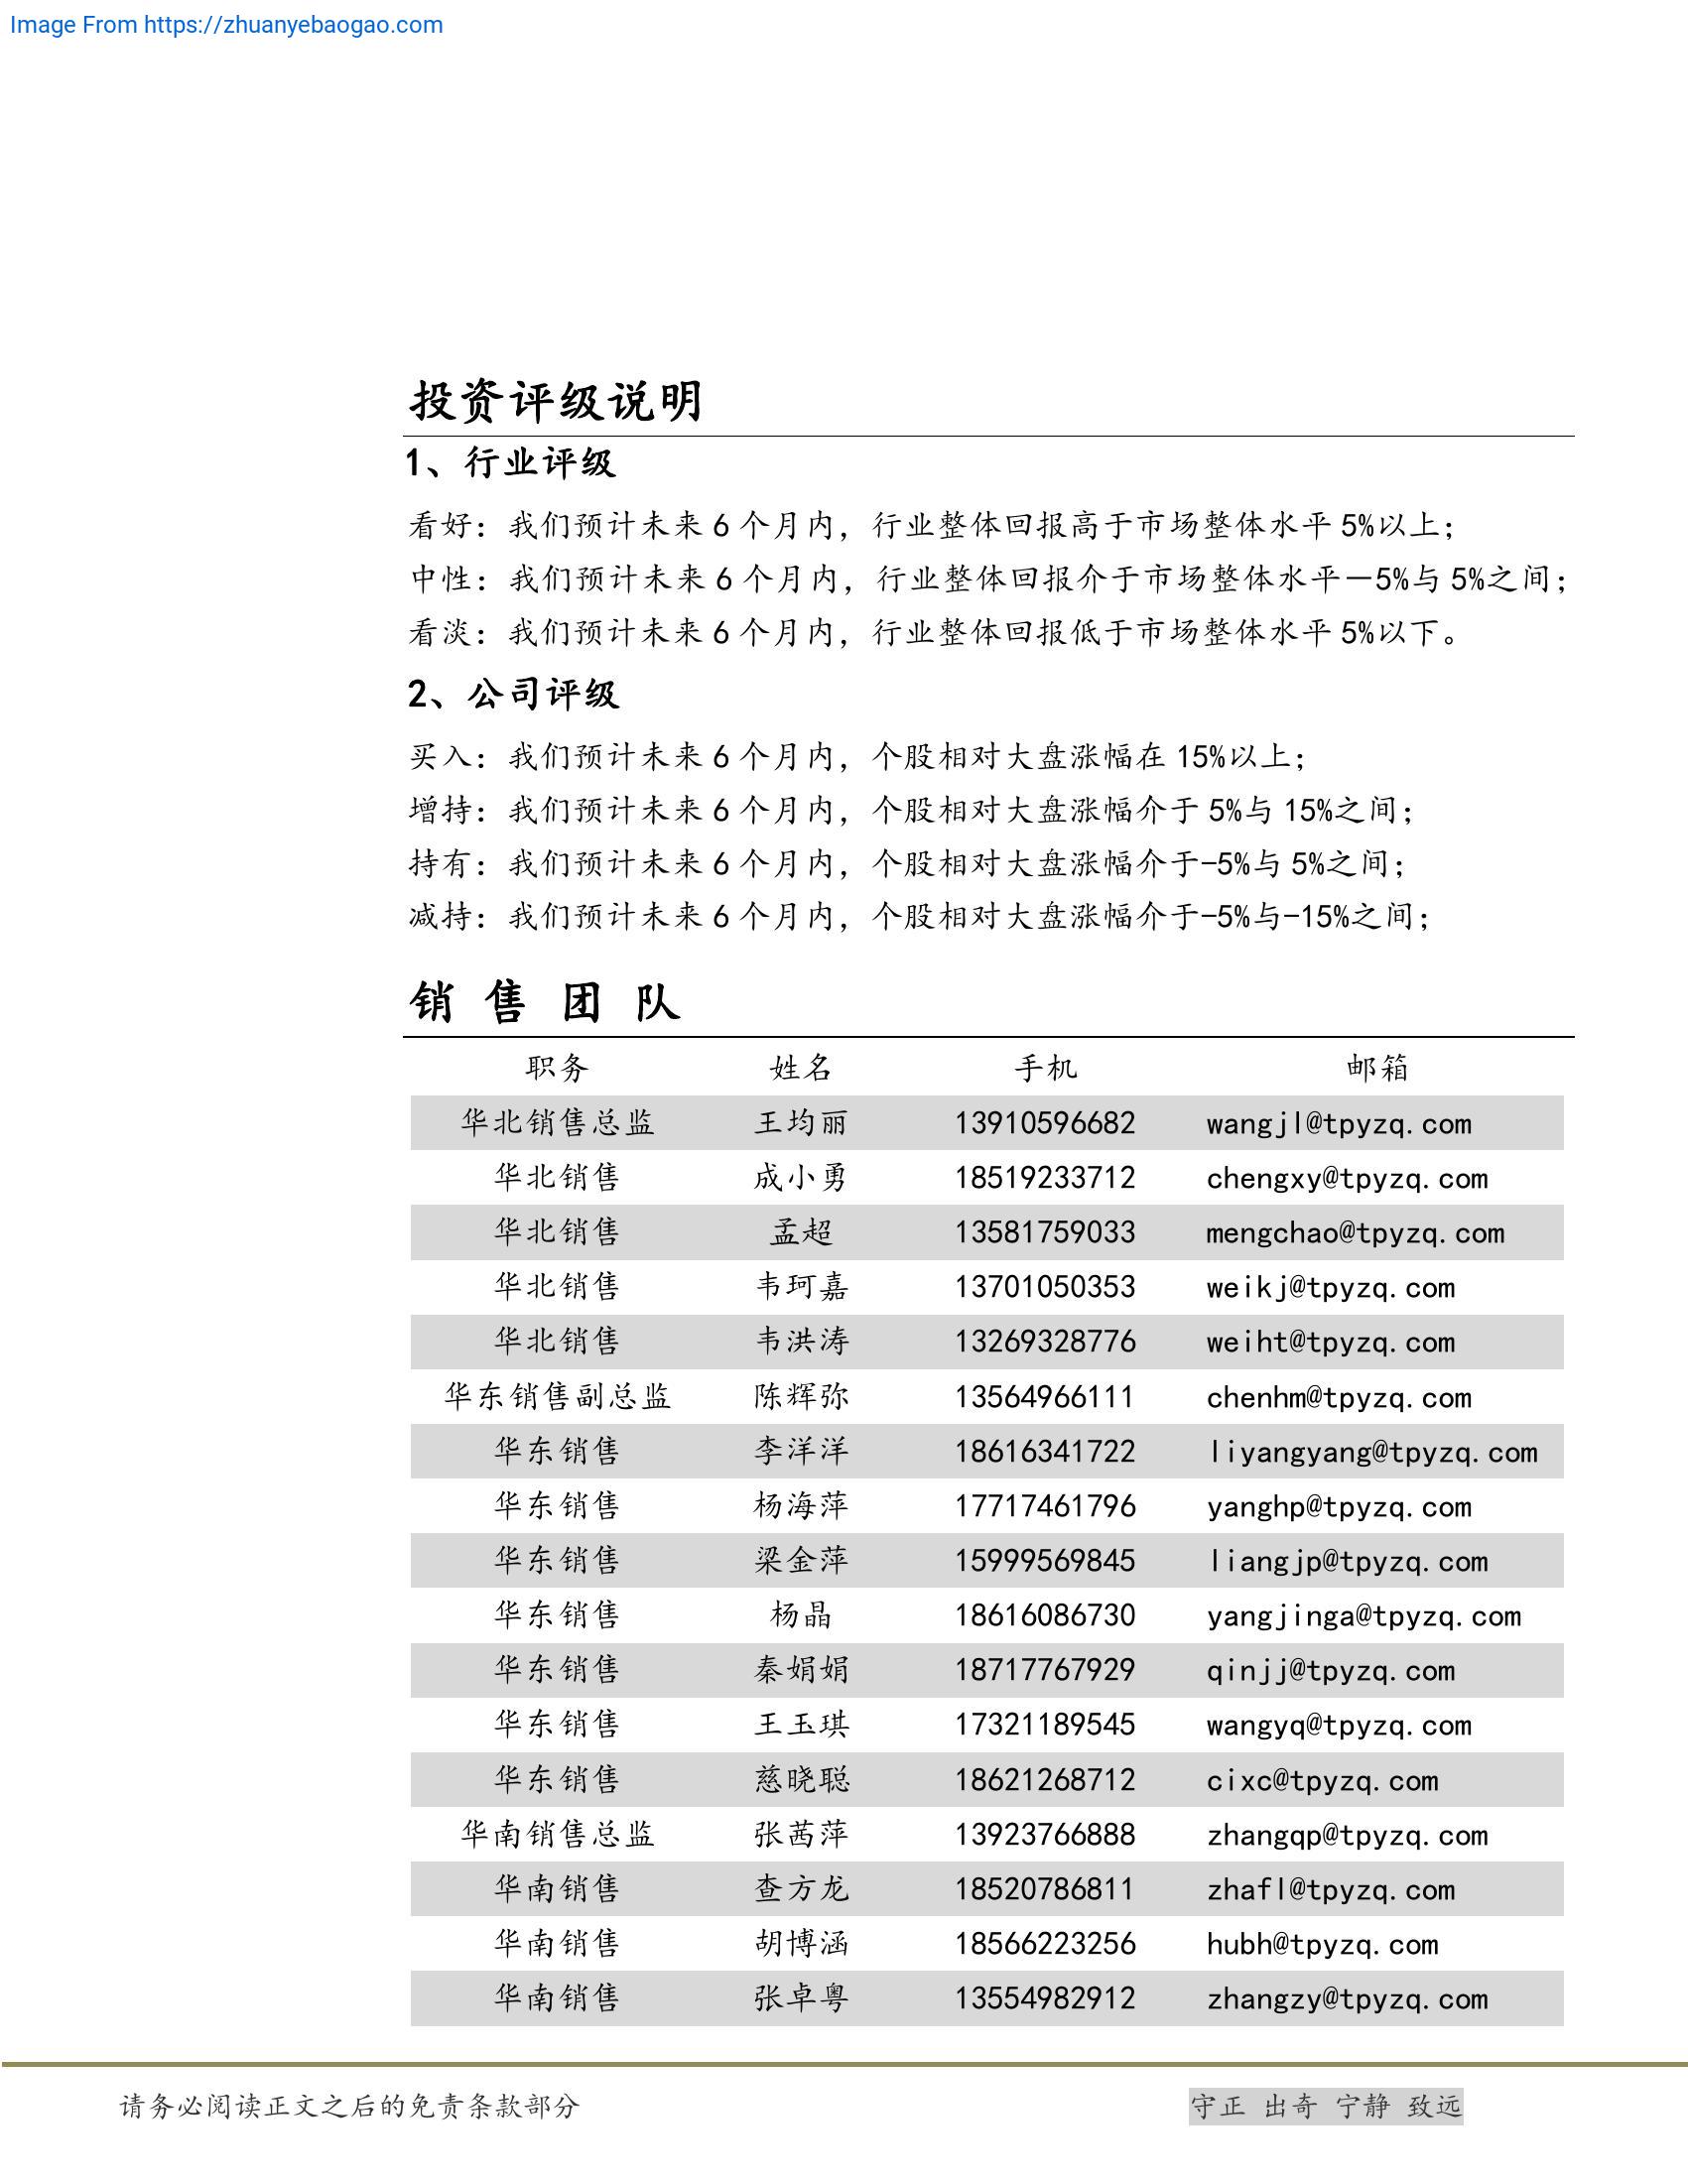 Image From https://zhuanyebaogao.com
投资评级说明
1、行业评级
看好：我们预计未来 6 个月内，行业整体回报高于市场整体水平 5%以上；
中性：我们预计未来 6 个月内，行业整体回报介于市场整体水平－5%与 5%之间；
看淡：我们预计未来 6 个月内，行业整体回报低于市场整体水平 5%以下。
2、公司评级
买入：我们预计未来 6 个月内，个股相对大盘涨幅在 15%以上；
增持：我们预计未来 6 个月内，个股相对大盘涨幅介于 5%与 15%之间；
持有：我们预计未来 6 个月内，个股相对大盘涨幅介于-5%与 5%之间；
减持：我们预计未来 6 个月内，个股相对大盘涨幅介于-5%与-15%之间；
销 售 团 队
职务 姓名 手机 邮箱
华北销售总监 王均丽 13910596682 wangjl@tpyzq.com
华北销售 成小勇 18519233712 chengxy@tpyzq.com
华北销售 孟超 13581759033 mengchao@tpyzq.com
华北销售 韦珂嘉 13701050353 weikj@tpyzq.com
华北销售 韦洪涛 13269328776 weiht@tpyzq.com
华东销售副总监 陈辉弥 13564966111 chenhm@tpyzq.com
华东销售 李洋洋 18616341722 liyangyang@tpyzq.com
华东销售 杨海萍 17717461796 yanghp@tpyzq.com
华东销售 梁金萍 15999569845 liangjp@tpyzq.com
华东销售 杨晶 18616086730 yangjinga@tpyzq.com
华东销售 秦娟娟 18717767929 qinjj@tpyzq.com
华东销售 王玉琪 17321189545 wangyq@tpyzq.com
华东销售 慈晓聪 18621268712 cixc@tpyzq.com
华南销售总监 张茜萍 13923766888 zhangqp@tpyzq.com
华南销售 查方龙 18520786811 zhafl@tpyzq.com
华南销售 胡博涵 18566223256 hubh@tpyzq.com
华南销售 张卓粤 13554982912 zhangzy@tpyzq.com
请务必阅读正文之后的免责条款部分
守正 出奇 宁静 致远